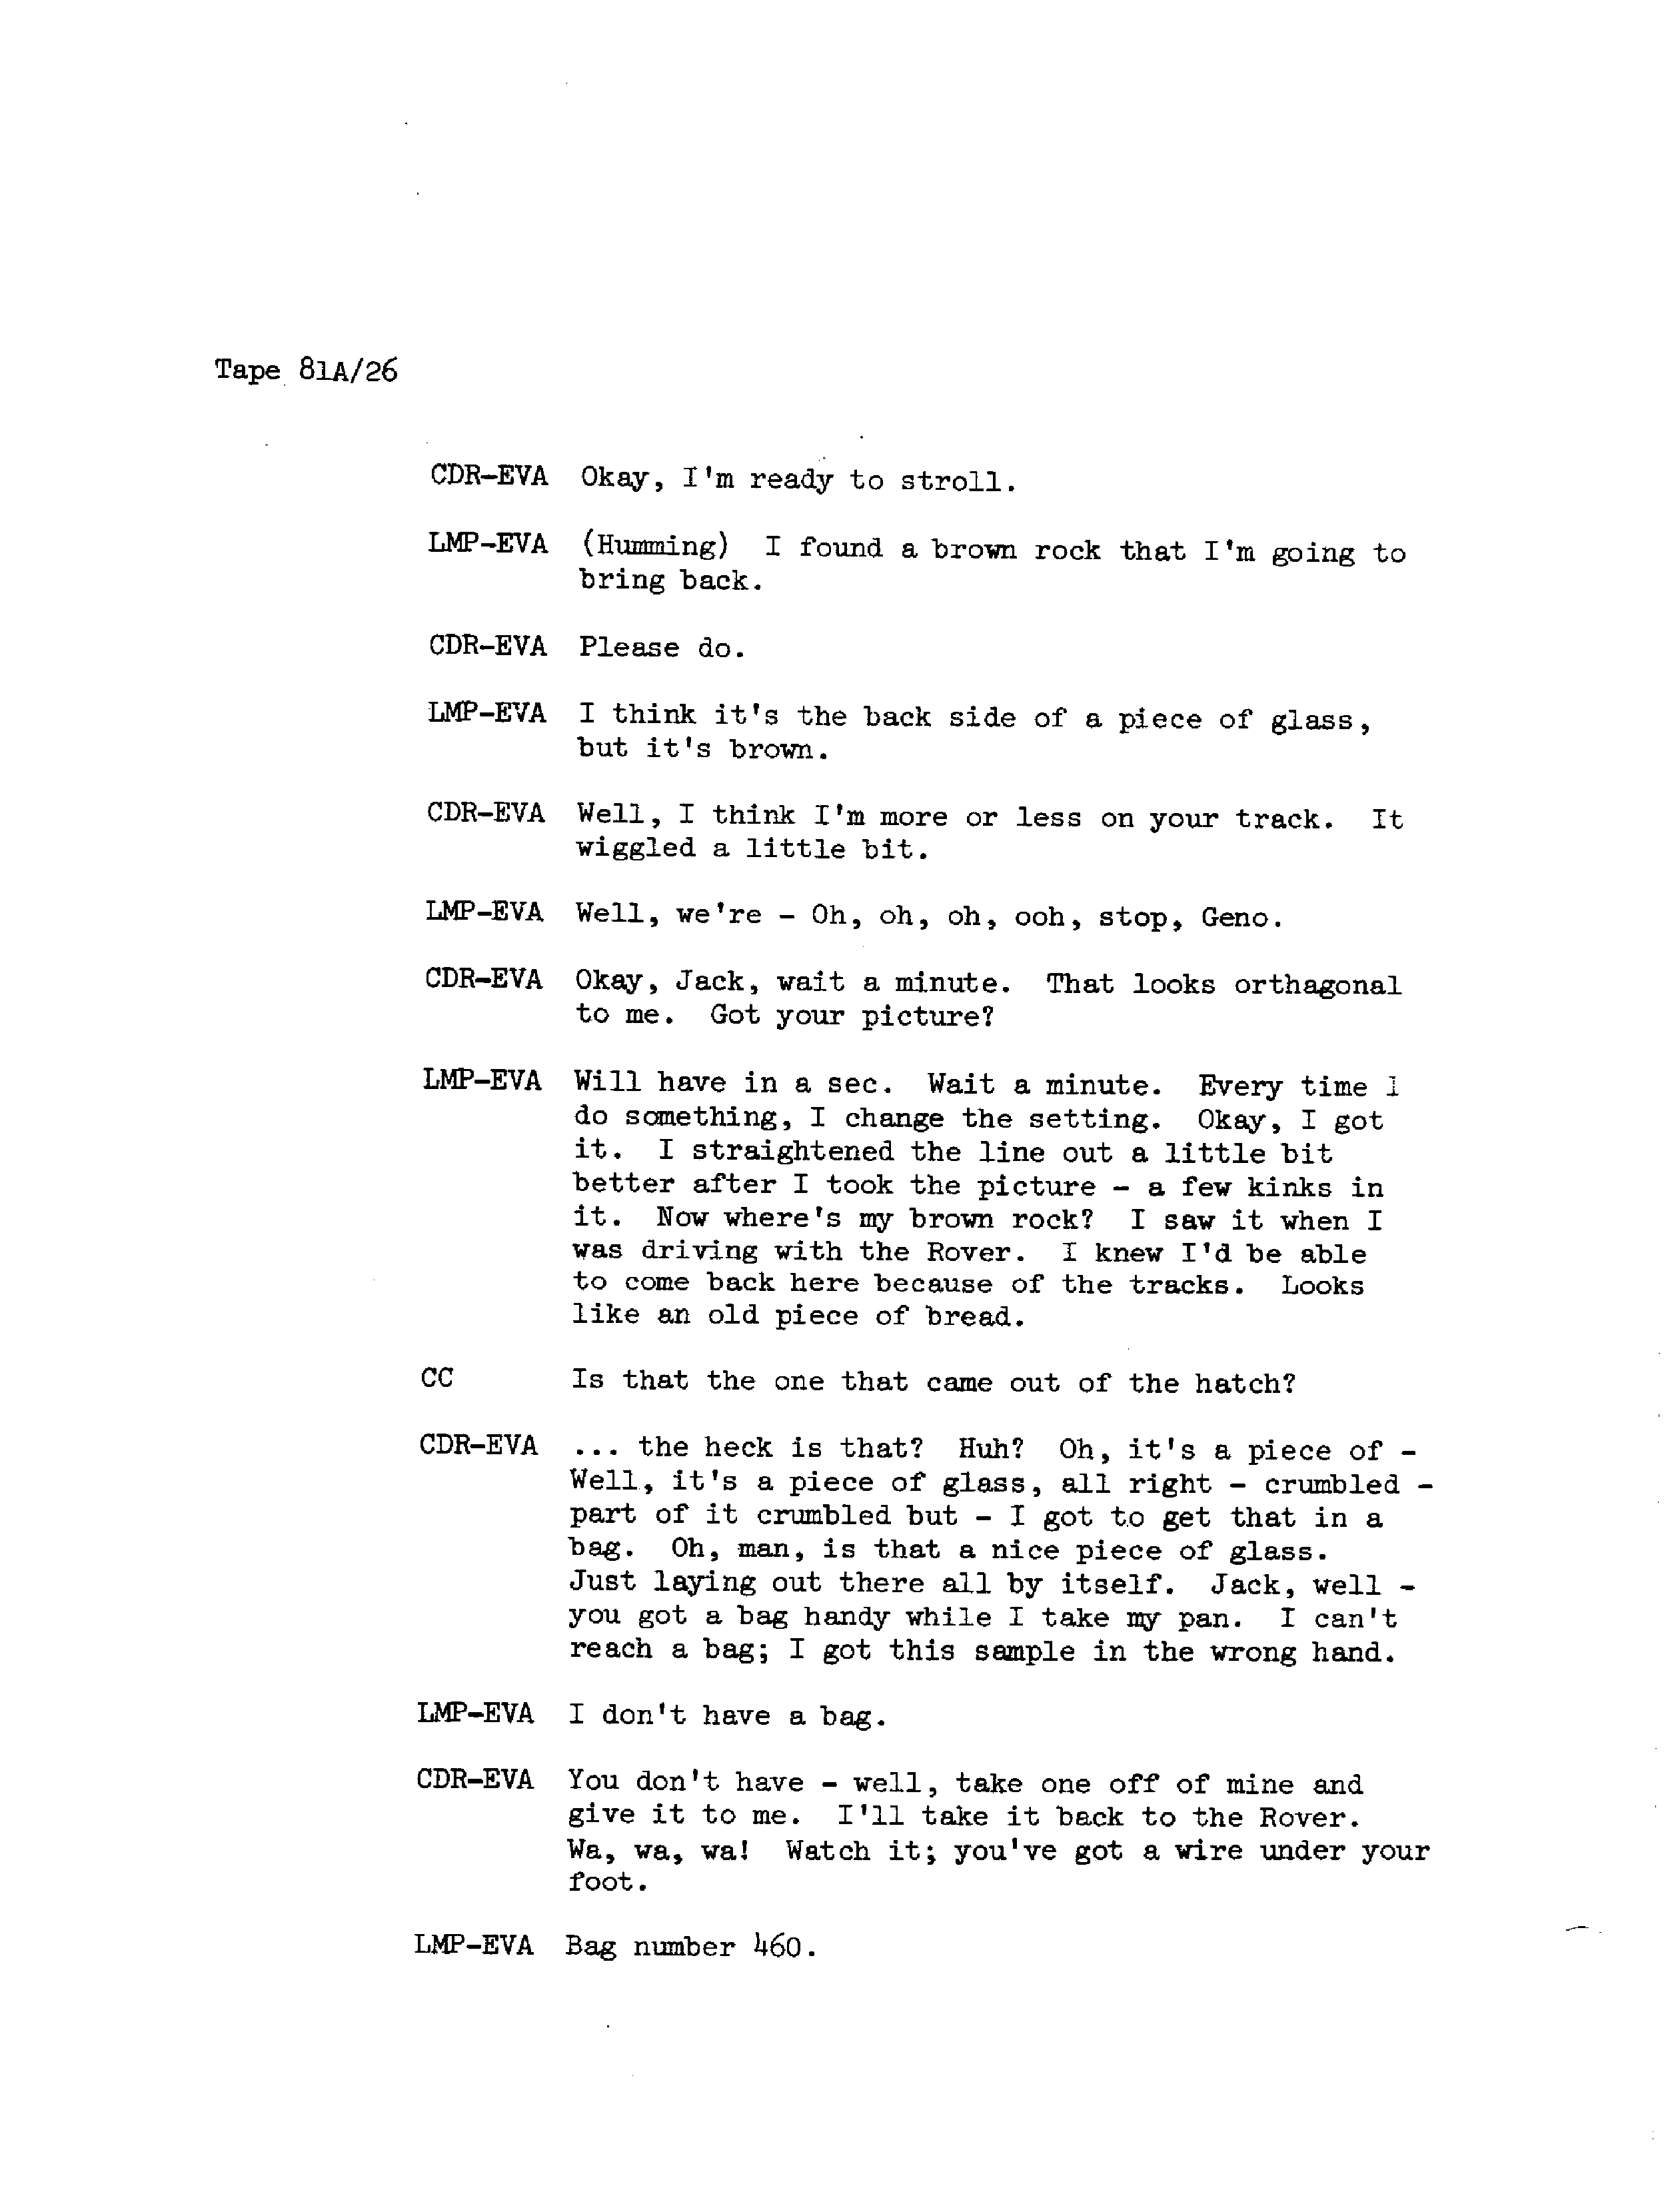 Tape 81A/26
CDR-EVA Okay, I'm ready to stroll.
LMP-EVA (Humming) I found a brown rock that I'm going to
bring back.
CDR-EVA Please do.
LMP-EVA I think it's the back side of a piece of glass,
but it's brown.
CDR-EVA Well, I think I'm more or less on your track. It
wiggled a little bit.
LMP-EVA Well, we're - Oh, oh, oh, ooh, stop, Geno.
CDR-EVA Okay, Jack, wait a minute. That looks orthagonal
to me. Got your picture?
LMP-EVA Will have in a sec. Wait a minute. Every time I
do something, I change the setting. Okay, I got
it. I straightened the line out a little bit
better after I took the picture - a few kinks in
it. Now where's my brown rock? I saw it when I
was driving with the Rover. I knew I'd be able
to come back here because of the tracks. Looks
like an old piece of bread.
CC Is that the one that came out of the hatch?
CDR-EVA ... the heck is that? Huh? Oh, it's a piece of -
Well, it's a piece of glass, all right - crumbled -
part of it crumbled but - I got to get that in a
bag. Oh, man, is that a nice piece of glass.
Just laying out there all by itself. Jack, well -
you got a bag handy while I take my pan. I can't
reach a bag; I got this sample in the wrong hand.
LMP-EVA I don't have a bag.
CDR-EVA You don't have - well, take one off of mine and
give it to me. I'll take it back to the Rover.
Wa, wa, wa! Watch it; you've got a wire under your
foot.
LMP-EVA Bag number 460.